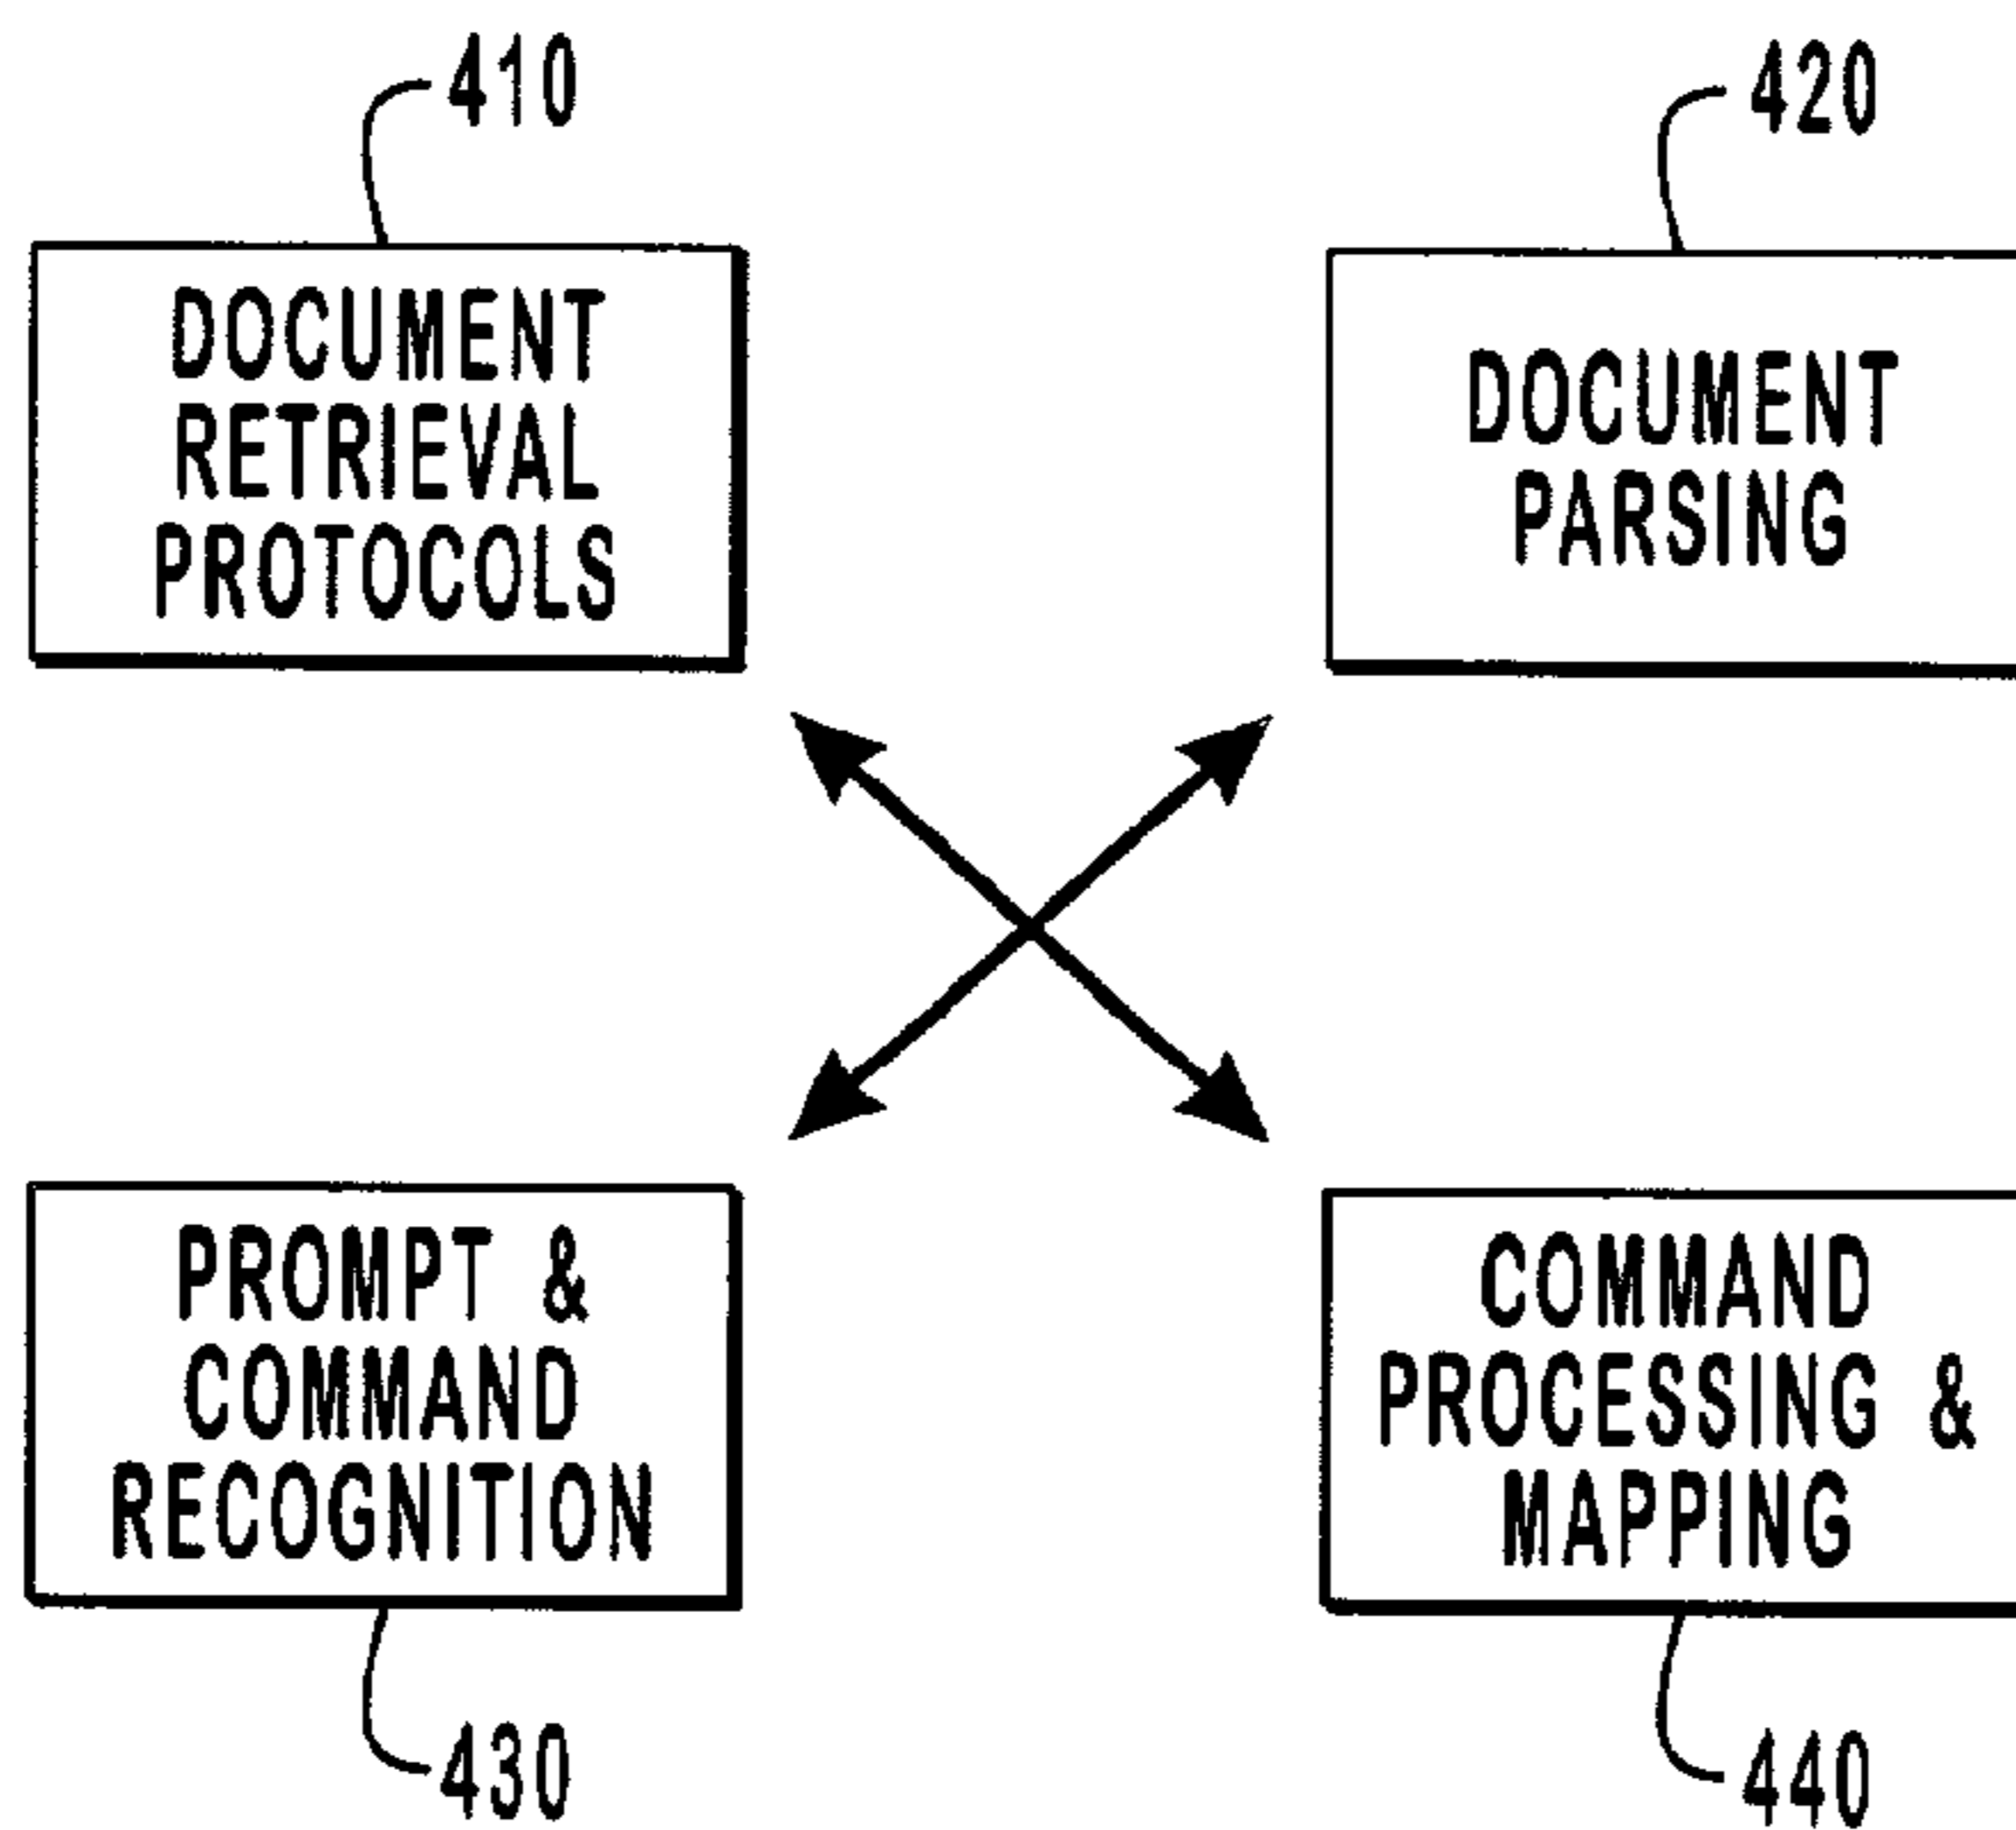 410
DOCUMENT
RETRIEVAL
PROTOCOLS
420
DOCUMENT
PARSING
PROMPT &
COMMAND
RECOGNITION
430
COMMAND
PROCESSING &
MAPPING
440